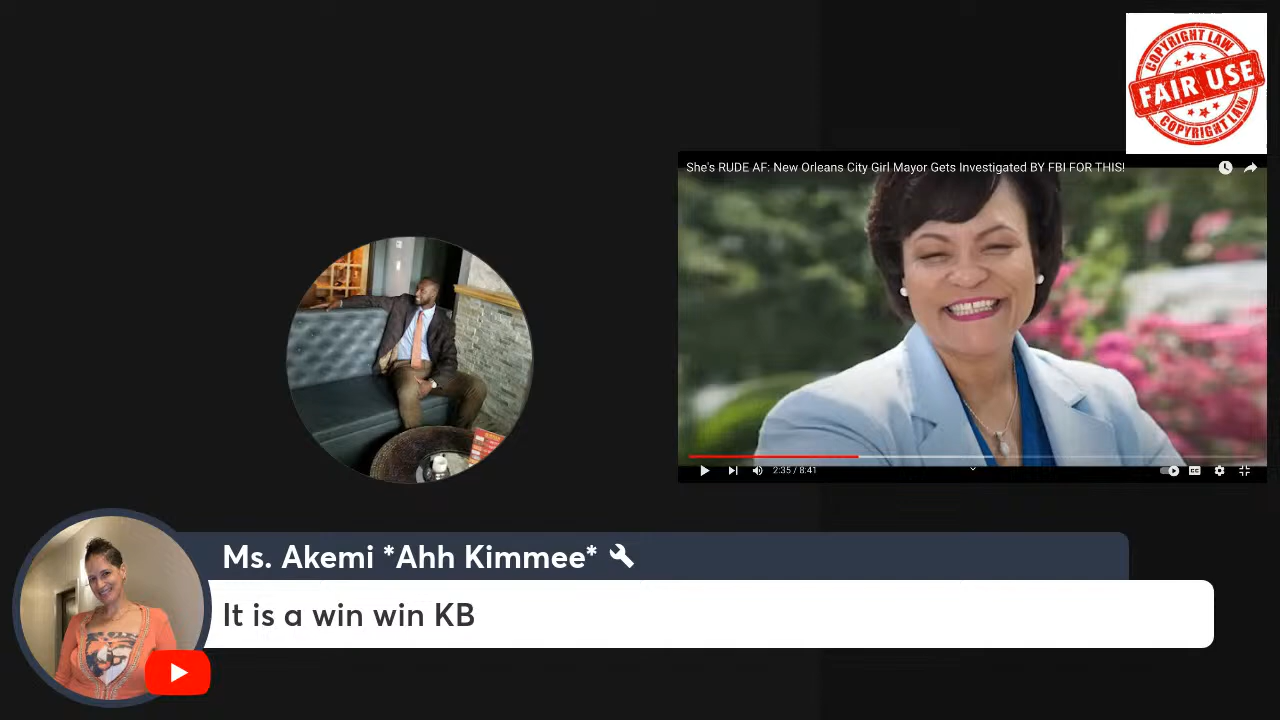 COPYRIGHT LAW
FAIR USE
COPYRIGHT LAW
She's RUDE AF: New Orleans City Girl Mayor Gets Investigated BY FBI FOR THIS!
2:35 / 8:41
CC
Ms. Akemi *Ahh Kimmee*
It is a win win KB